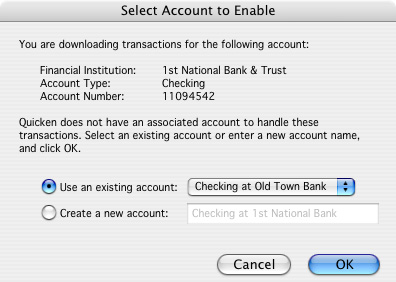 Select Account to Enable
You are downloading transactions for the following account:
Financial Institution: 1st National Bank & Trust
Account Type: Checking
Account Number: 11094542
Quicken does not have an associated account to handle these
transactions. Select an existing account or enter a new account name,
and click OK.
Use an existing account: Checking at Old Town Bank
Create a new account: Checking at 1st National Bank
Cancel OK